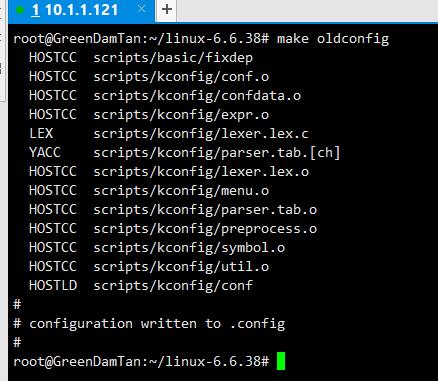 1 10.1.1.121 ×
root@GreenDamTan:~/linux-6.6.38# make oldconfig
  HOSTCC  scripts/basic/fixdep
  HOSTCC  scripts/kconfig/conf.o
  HOSTCC  scripts/kconfig/confdata.o
  HOSTCC  scripts/kconfig/expr.o
  LEX     scripts/kconfig/lexer.lex.c
  YACC    scripts/kconfig/parser.tab.[ch]
  HOSTCC  scripts/kconfig/lexer.lex.o
  HOSTCC  scripts/kconfig/menu.o
  HOSTCC  scripts/kconfig/parser.tab.o
  HOSTCC  scripts/kconfig/preprocess.o
  HOSTCC  scripts/kconfig/symbol.o
  HOSTCC  scripts/kconfig/util.o
  HOSTLD  scripts/kconfig/conf
#
# configuration written to .config
#
root@GreenDamTan:~/linux-6.6.38#